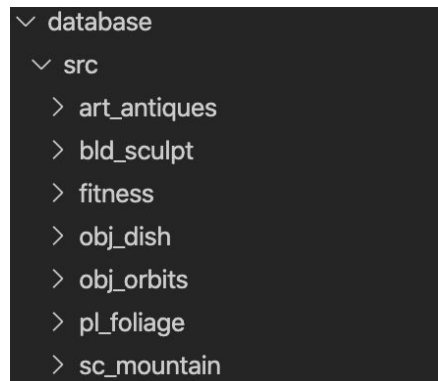 database
src
art_antiques
bld_sculpt
fitness
obj_dish
obj_orbits
pl_foliage
sc_mountain